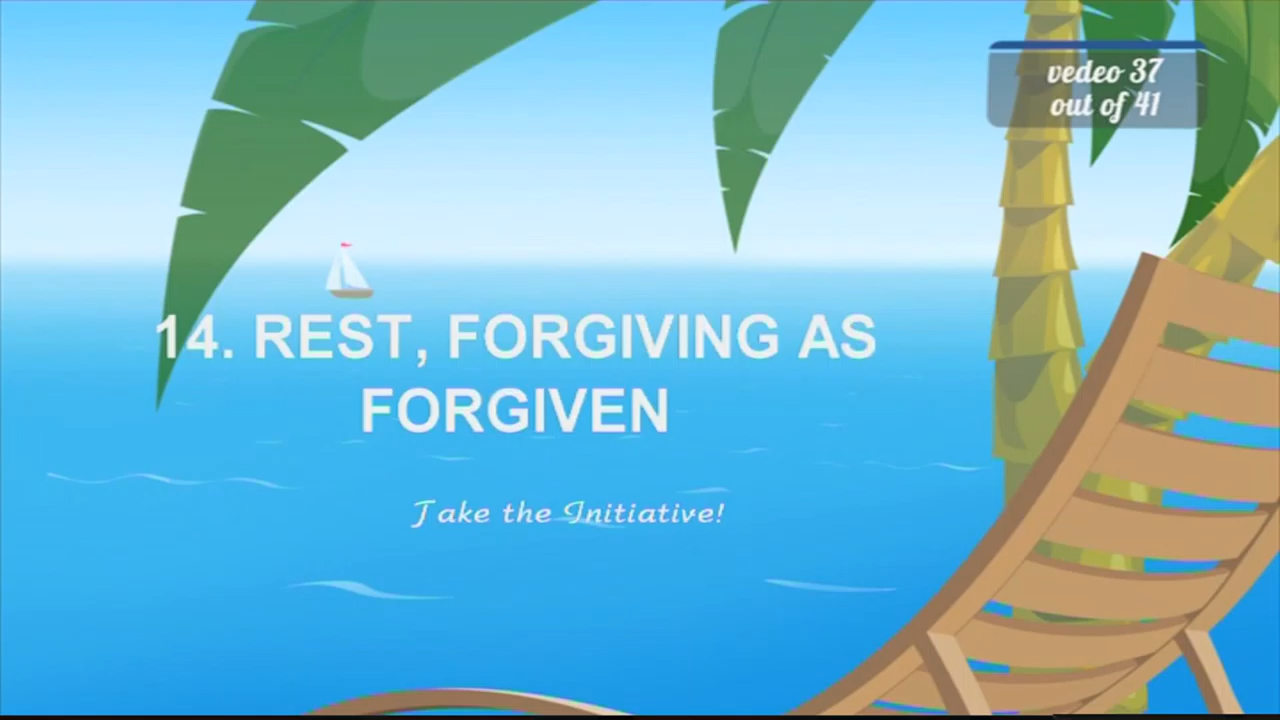 vedeo 37
out of 41
14. REST, FORGIVING AS
FORGIVEN
Take the Initiative!